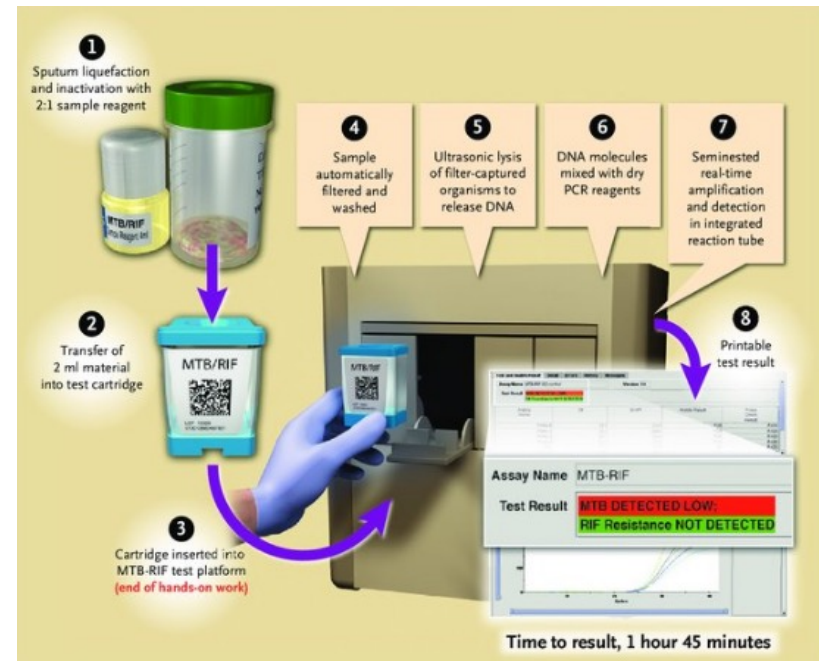 1
Sputum liquefaction
and inactivation with
2:1 sample reagent
MTB/RIF
2
Transfer of
2 ml material
into test cartridge
MTB/RIF
3
Cartridge inserted into
MTB-RIF test platform
(end of hands-on work)
4
Sample
automatically
filtered and
washed
5
Ultrasonic lysis
of filter-captured
organisms to
release DNA
6
DNA molecules
mixed with dry
PCR reagents
7
Seminested
real-time
amplification
and detection
in integrated
reaction tube
MTB/RIF
8
Printable
test result
Assay Name MTB-RIF
Test Result MTB DETECTED LOW;
RIF Resistance NOT DETECTED
Time to result, 1 hour 45 minutes